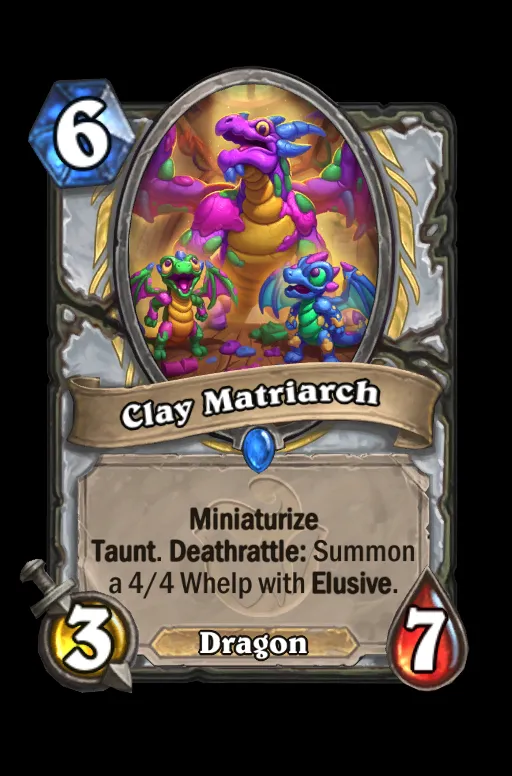 6
Clay Matriarch
Miniaturize
Taunt. Deathrattle: Summon
a 4/4 Whelp with Elusive.
3
Dragon
7